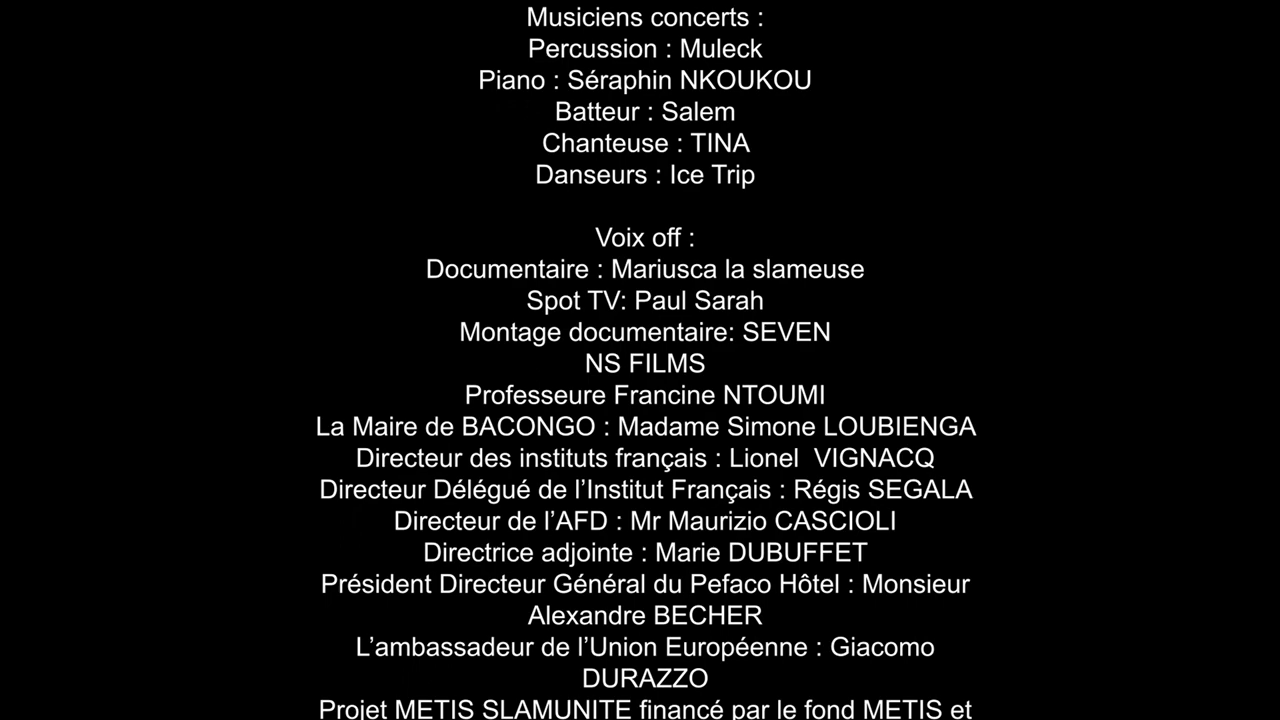 Musiciens concerts :
Percussion : Muleck
Piano : Séraphin NKOUKOU
Batteur : Salem
Chanteuse : TINA
Danseurs : Ice Trip
Voix off :
Documentaire : Mariusca la slameuse
Spot TV: Paul Sarah
Montage documentaire: SEVEN
NS FILMS
Professeure Francine NTOUMI
La Maire de BACONGO : Madame Simone LOUBIENGA
Directeur des instituts français : Lionel  VIGNACQ
Directeur Délégué de l’Institut Français : Régis SEGALA
Directeur de l’AFD : Mr Maurizio CASCIOLI
Directrice adjointe : Marie DUBUFFET
Président Directeur Général du Pefaco Hôtel : Monsieur
Alexandre BECHER
L’ambassadeur de l’Union Européenne : Giacomo
DURAZZO
Projet METIS SLAMUNITE financé par le fond METIS et